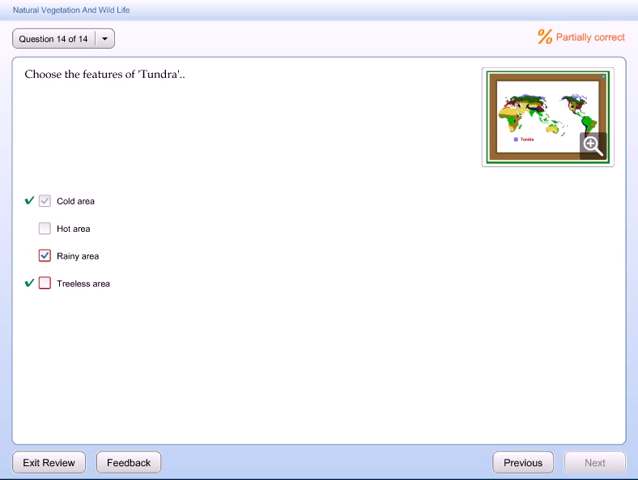 Natural Vegetation And Wild Life
Question 14 of 14
% Partially correct
Choose the features of 'Tundra'..
Tundra
Cold area
Hot area
Rainy area
Treeless area
Exit Review
Feedback
Previous
Next